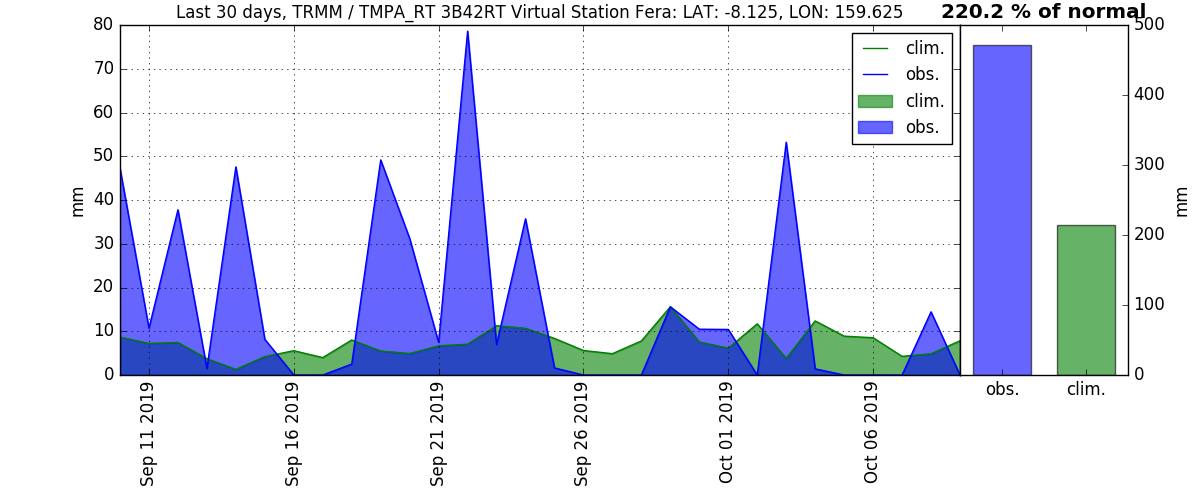 Last 30 days, TRMM / TMPA_RT 3B42RT Virtual Station Fera: LAT: -8.125, LON: 159.625
220.2 % of normal
80
70
60
50
40
30
20
10
0
mm
clim.
obs.
clim.
obs.
Sep 11 2019
Sep 16 2019
Sep 21 2019
Sep 26 2019
Oct 01 2019
Oct 06 2019
500
400
300
200
100
0
mm
obs.
clim.